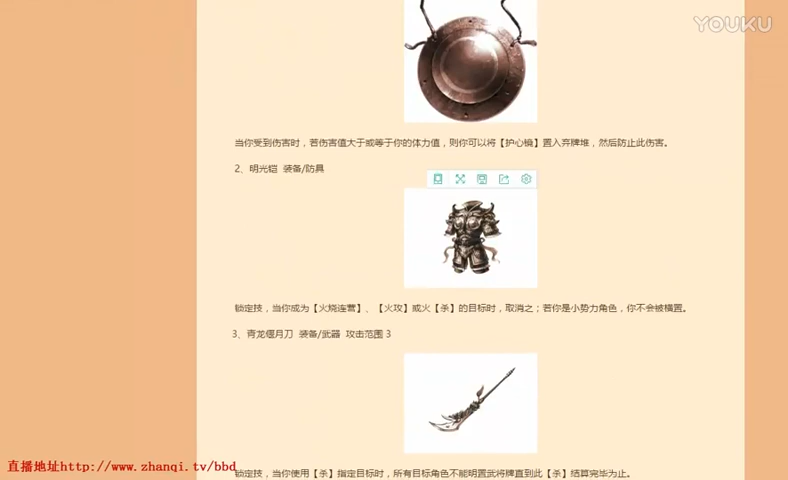 YOUKU
当你受到伤害时，若伤害值大于或等于你的体力值，则你可以将【护心镜】置入弃牌堆，然后防止此伤害。
2、明光铠 装备/防具
锁定技，当你成为【火烧连营】、【火攻】或火【杀】的目标时，取消之；若你是小势力角色，你不会被横置。
3、青龙偃月刀 装备/武器 攻击范围 3
直播地址http://www.zhanqi.tv/bbd
锁定技，当你使用【杀】指定目标时，所有目标角色不能明置武将牌直到此【杀】结算完毕为止。